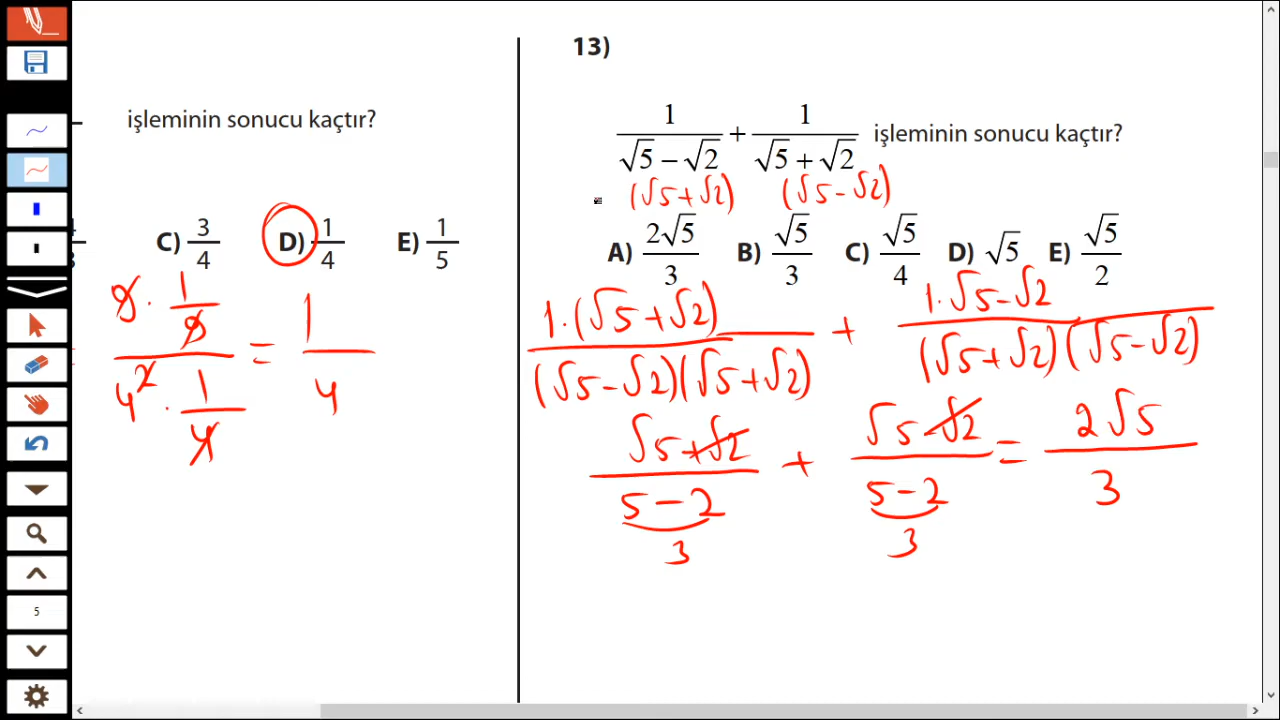 işleminin sonucu kaçtır?
C) 3/4 D) 1/4 E) 1/5
8 · 1/8
4 2 · 1/4
= 1/4
13)
1/(√5 − √2) + 1/(√5 + √2) işleminin sonucu kaçtır?
(√5+√2) (√5-√2)
A) 2√5/3 B) √5/3 C) √5/4 D) √5 E) √5/2
1.(√5+√2)/(√5-√2)(√5+√2) + 1.√5-√2/(√5+√2)(√5-√2)
√5+√2/5-2 + √5-√2/5-2 = 2√5/3
3 3
5